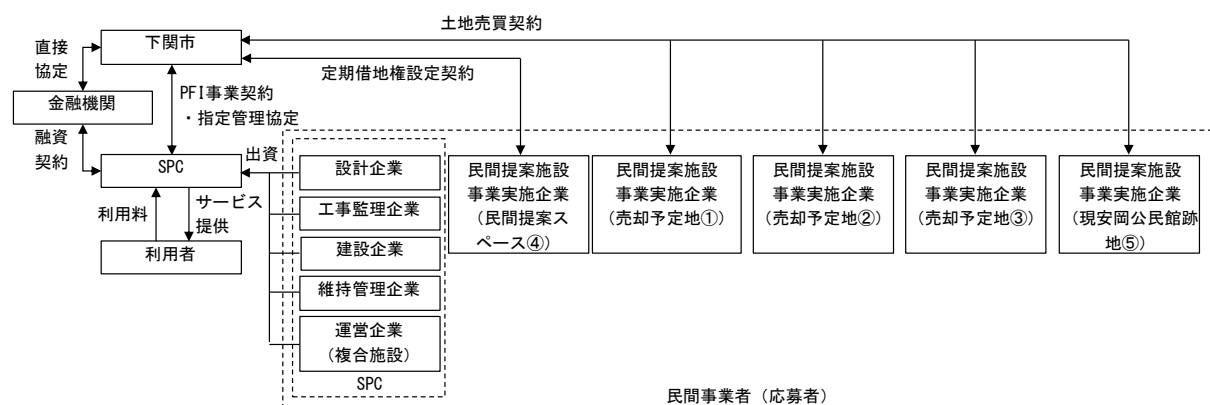 土地売買契約
下関市
直接
協定
定期借地権設定契約
金融機関
PFI事業契約
・指定管理協定
融資
契約
SPC
出資
利用料
サービス
提供
利用者
設計企業
工事監理企業
建設企業
維持管理企業
運営企業
（複合施設）
SPC
民間提案施設
事業実施企業
（民間提案ス
ペース④）
民間提案施設
事業実施企業
（売却予定地①）
民間提案施設
事業実施企業
（売却予定地②）
民間提案施設
事業実施企業
（売却予定地③）
民間提案施設
事業実施企業
（現安岡公民館跡
地⑤）
民間事業者（応募者）